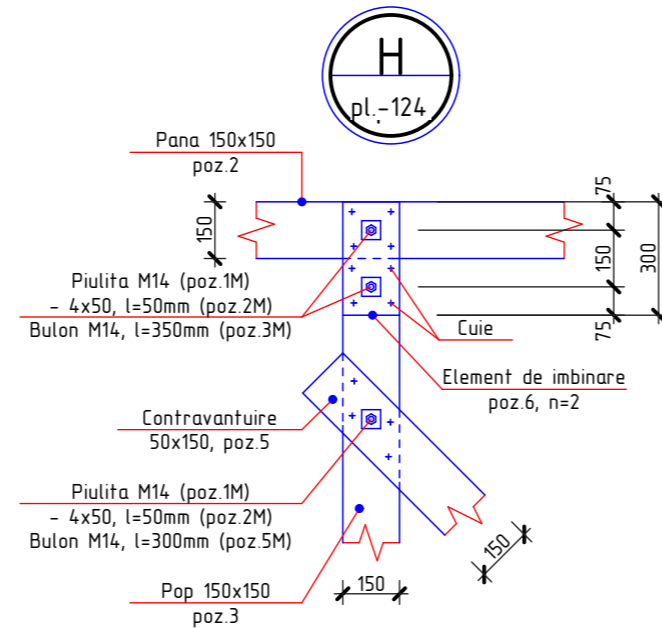 H
pl.-124
Pana 150x150
poz.2
75
150
150
300
75
Piulita M14 (poz.1M)
- 4x50, l=50mm (poz.2M)
Bulon M14, l=350mm (poz.3M)
Cuie
Element de imbinare
poz.6, n=2
Contravantuire
50x150, poz.5
Piulita M14 (poz.1M)
- 4x50, l=50mm (poz.2M)
Bulon M14, l=300mm (poz.5M)
150
Pop 150x150
poz.3
150